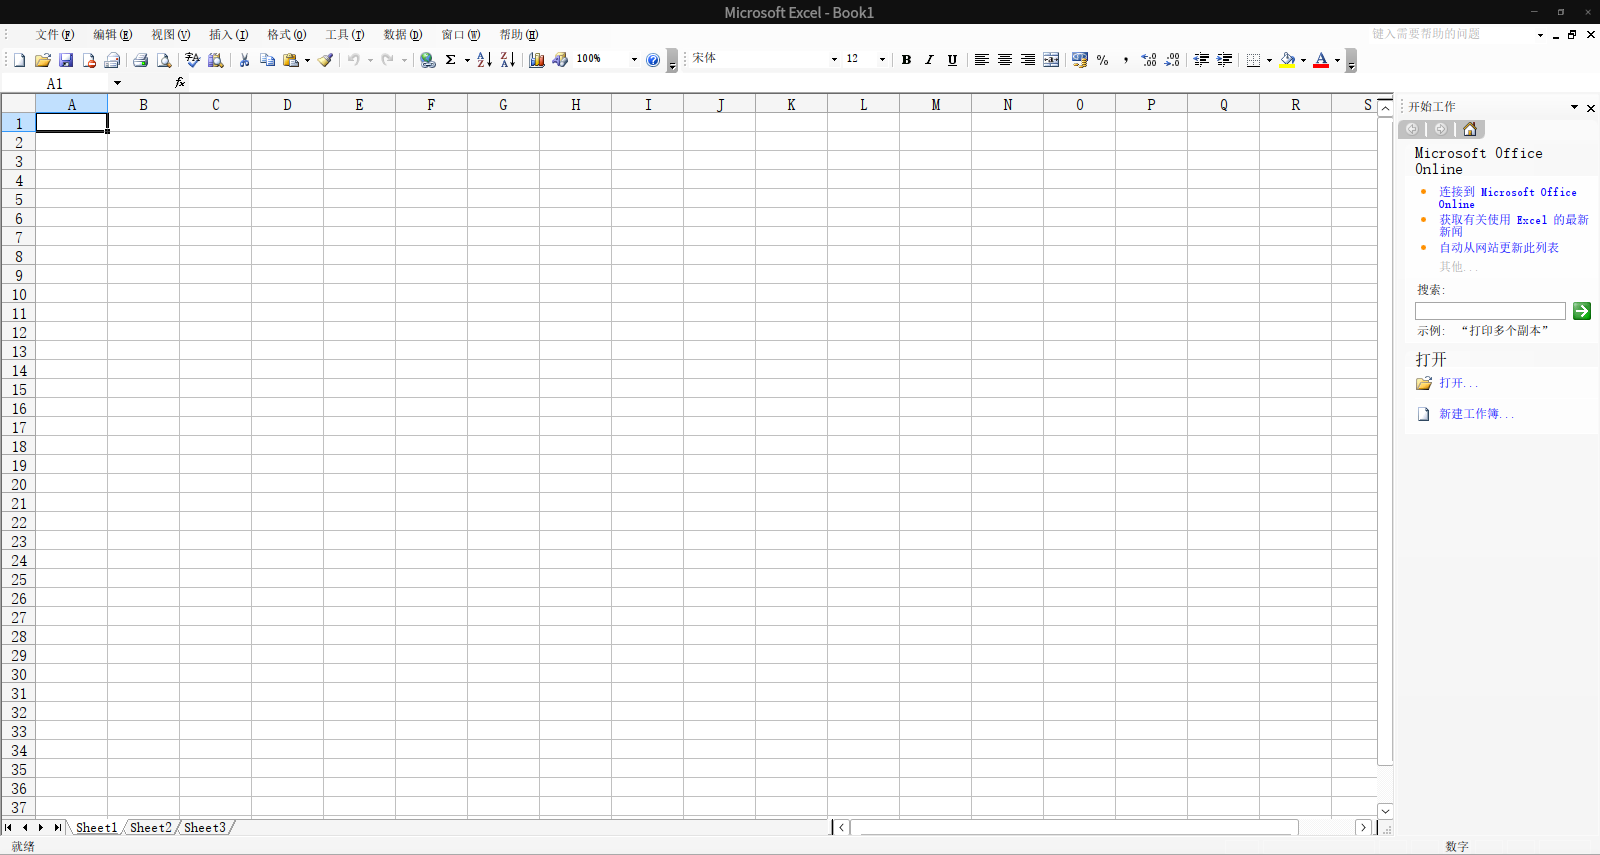 Microsoft Excel - Book1
文件(F) 编辑(E) 视图(V) 插入(I) 格式(O) 工具(T) 数据(D) 窗口(W) 帮助(H) 键入需要帮助的问题
100% 宋体 12 B I U % ,
A1 fx
A B C D E F G H I J K L M N O P Q R S
1
2
3
4
5
6
7
8
9
10
11
12
13
14
15
16
17
18
19
20
21
22
23
24
25
26
27
28
29
30
31
32
33
34
35
36
37
开始工作
Microsoft Office
Online
连接到 Microsoft Office
Online
获取有关使用 Excel 的最新
新闻
自动从网站更新此列表
其他...
搜索:
示例: “打印多个副本”
打开
打开...
新建工作簿...
Sheet1 Sheet2 Sheet3
就绪 数字